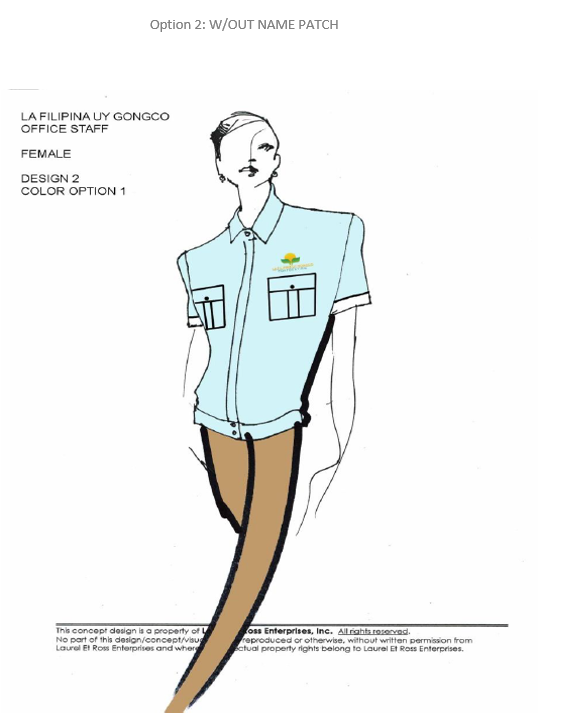 Option 2: W/OUT NAME PATCH
LA FILIPINA UY GONGCO
OFFICE STAFF
FEMALE
DESIGN 2
COLOR OPTION 1
This concept design is a property of L oss Enterprises, Inc. All rights reserved.
No part of this design/concept/visu reproduced or otherwise, without written permission from
Laurel Et Ross Enterprises and where ctual property rights belong to Laurel Et Ross Enterprises.